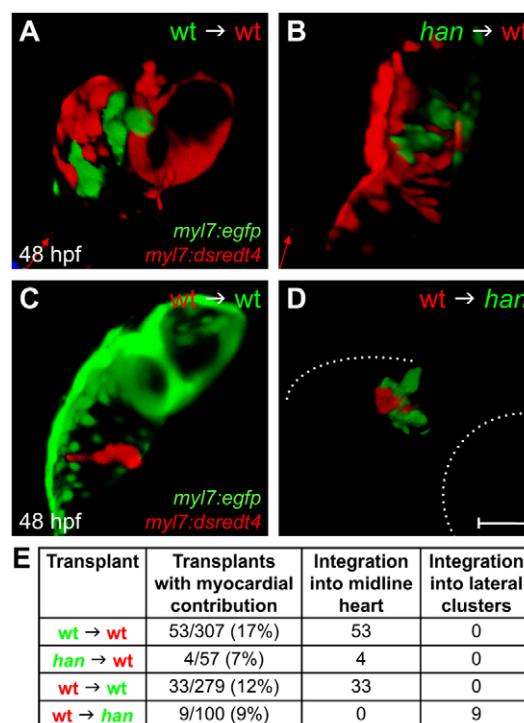 A wt → wt
B han → wt
myl7:egfp
48 hpf myl7:dsredt4
C wt → wt
D wt → han
myl7:egfp
48 hpf myl7:dsredt4
E Transplant Transplants with myocardial contribution Integration into midline heart Integration into lateral clusters
wt → wt 53/307 (17%) 53 0
han → wt 4/57 (7%) 4 0
wt → wt 33/279 (12%) 33 0
wt → han 9/100 (9%) 0 9